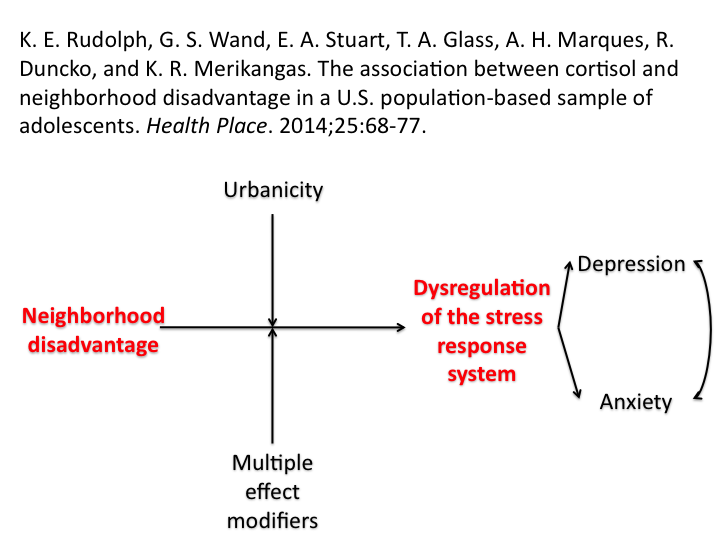 K. E. Rudolph, G. S. Wand, E. A. Stuart, T. A. Glass, A. H. Marques, R.
Duncko, and K. R. Merikangas. The association between cortisol and
neighborhood disadvantage in a U.S. population-based sample of
adolescents. Health Place. 2014;25:68-77.
Urbanicity
Neighborhood
disadvantage
Dysregulation
of the stress
response
system
Depression
Anxiety
Multiple
effect
modifiers